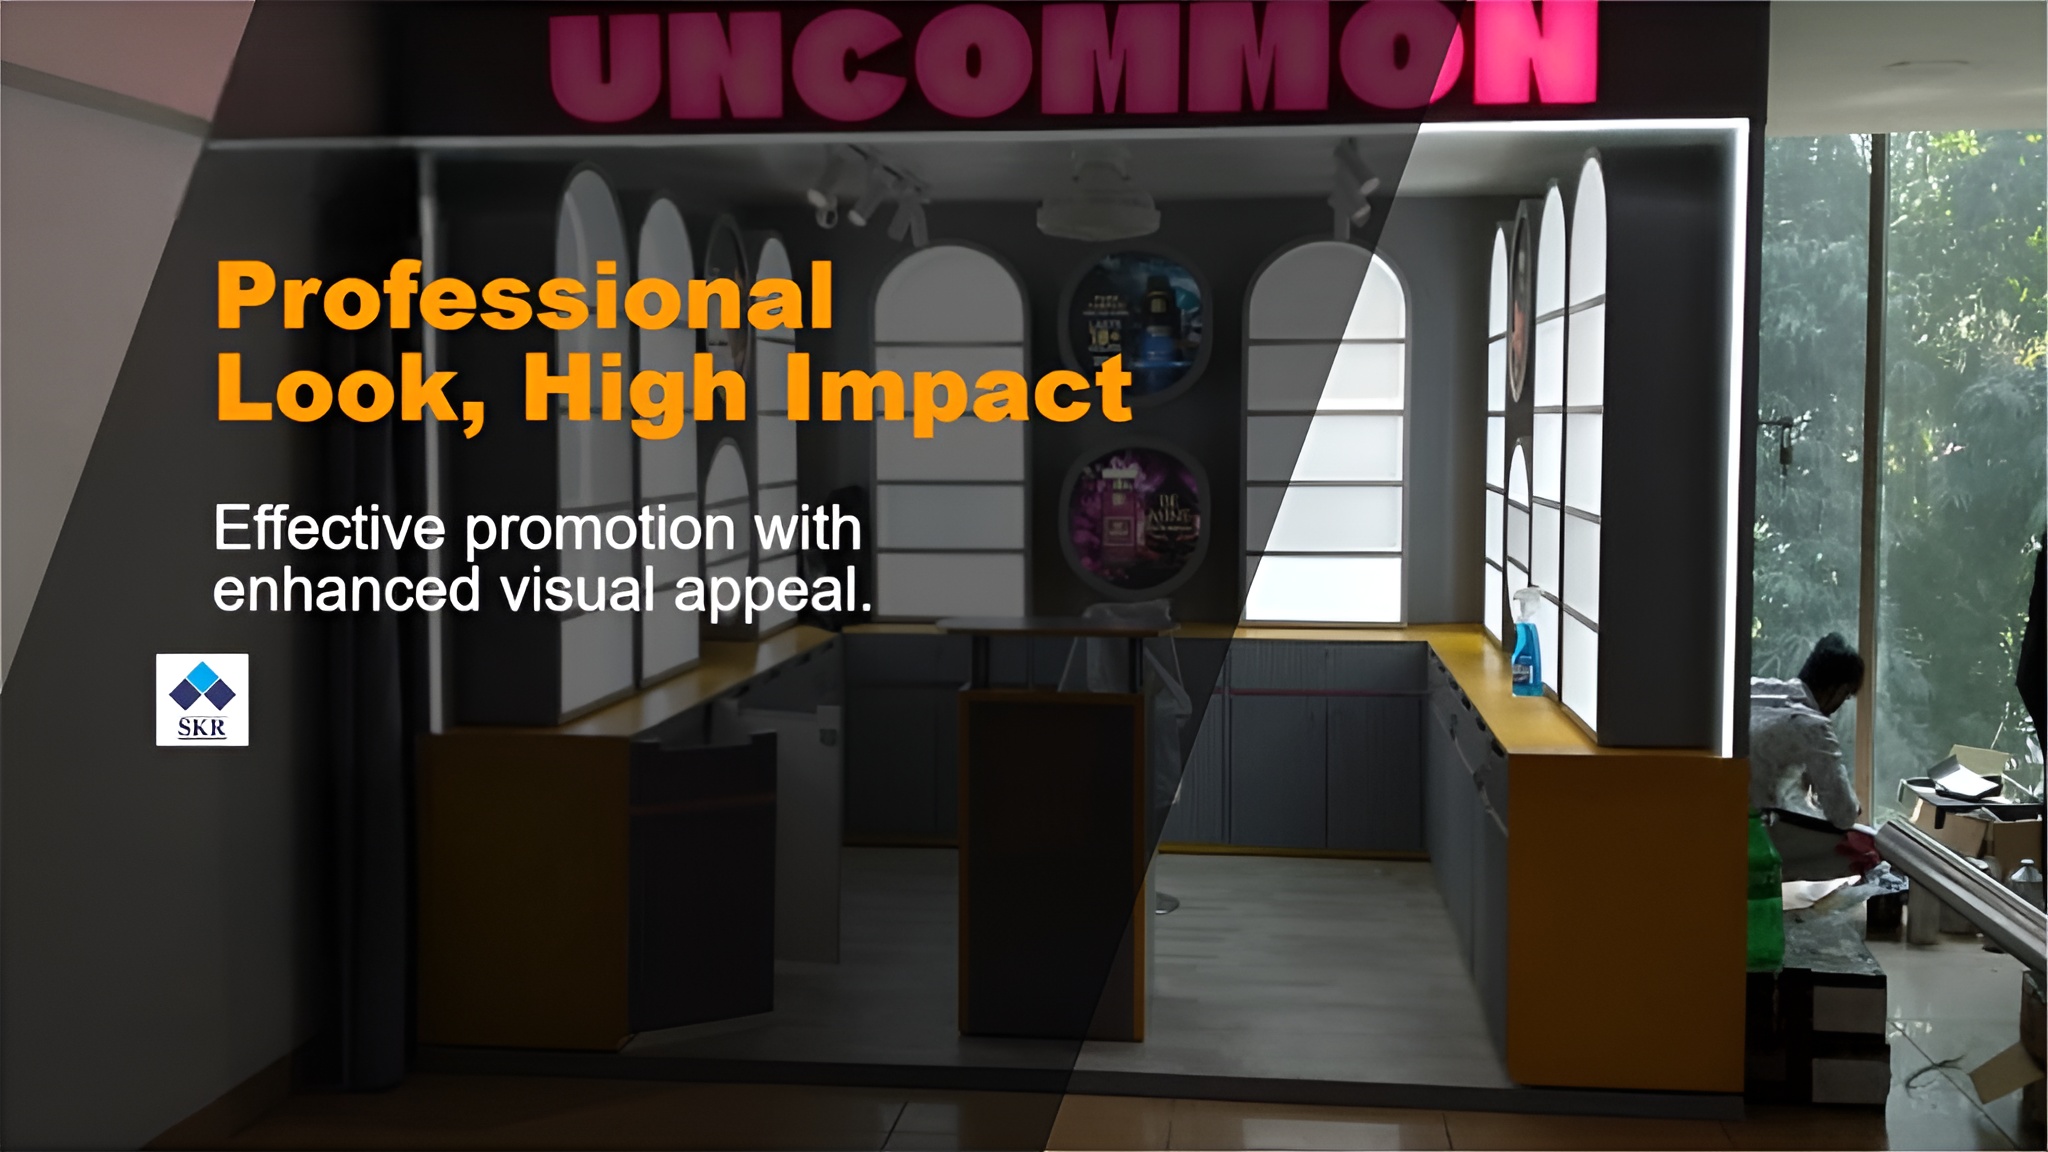 UNCOMMON
Professional
Look, High Impact
Effective promotion with
enhanced visual appeal.
SKR